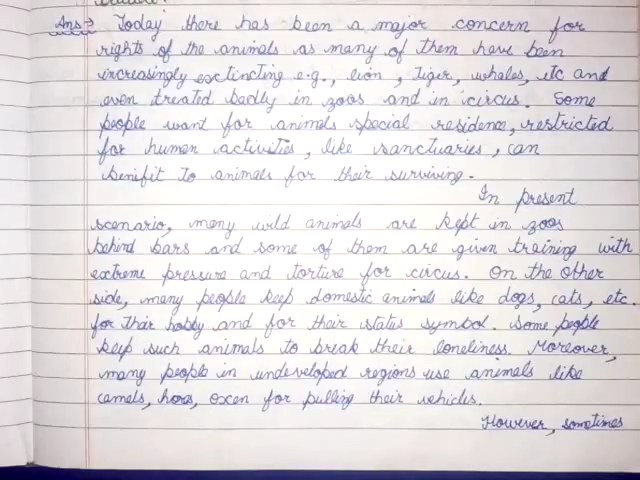 Ans → Today there has been a major concern for
rights of the animals as many of them have been
increasingly exctincting e.g., lion, tiger, whales, etc and
even treated badly in zoos and in circus. Some
people want for animals special residence, restricted
for human activities, like sanctuaries, can
benifit to animals for their surviving.
In present
scenario, many wild animals are kept in zoos
behind bars and some of them are given training with
extreme pressure and torture for circus. On the other
side, many people keep domestic animals like dogs, cats, etc.
for thair hobby and for their status symbol. Some people
keep such animals to break their loneliness. Moreover,
many people in undeveloped regions use animals like
camels, oxen for pulling their vehicles.
However, sometimes